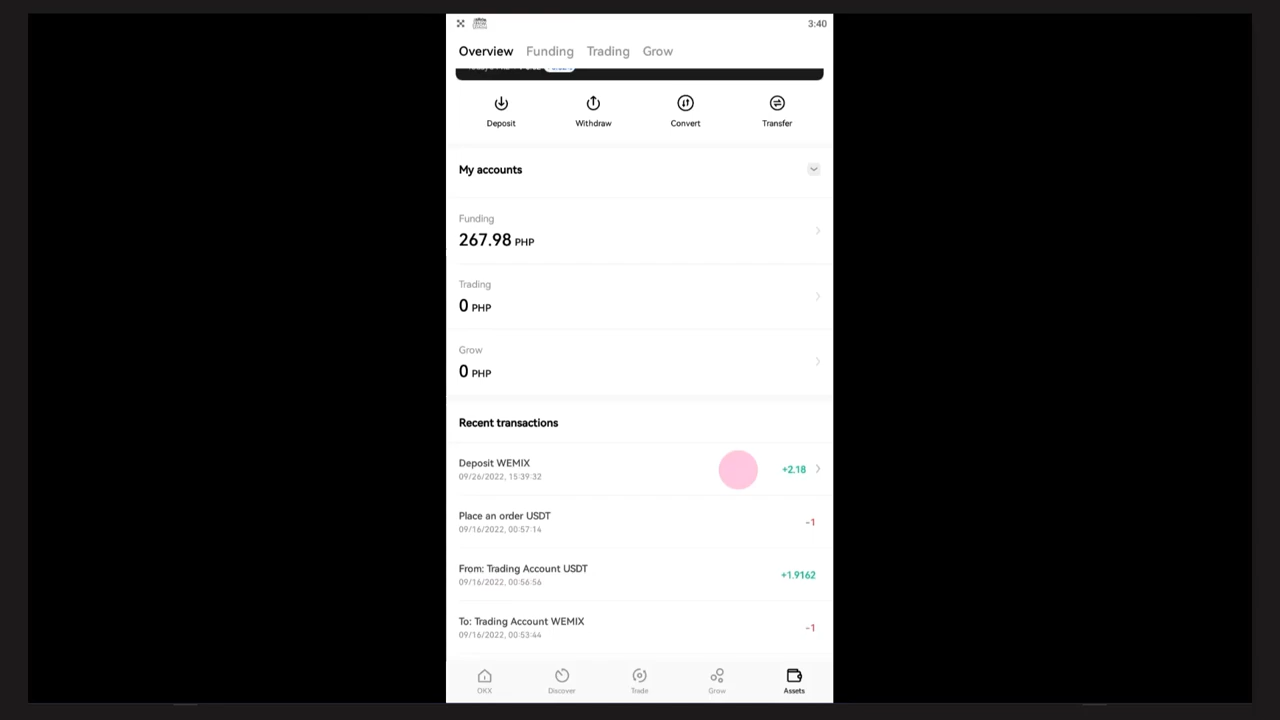 3:40
Overview Funding Trading Grow
Deposit Withdraw Convert Transfer
My accounts
Funding
267.98 PHP
Trading
0 PHP
Grow
0 PHP
Recent transactions
Deposit WEMIX +2.18
09/26/2022, 15:39:32
Place an order USDT -1
09/16/2022, 00:57:14
From: Trading Account USDT +1.9162
09/16/2022, 00:56:56
To: Trading Account WEMIX -1
09/16/2022, 00:53:44
OKX Discover Trade Grow Assets